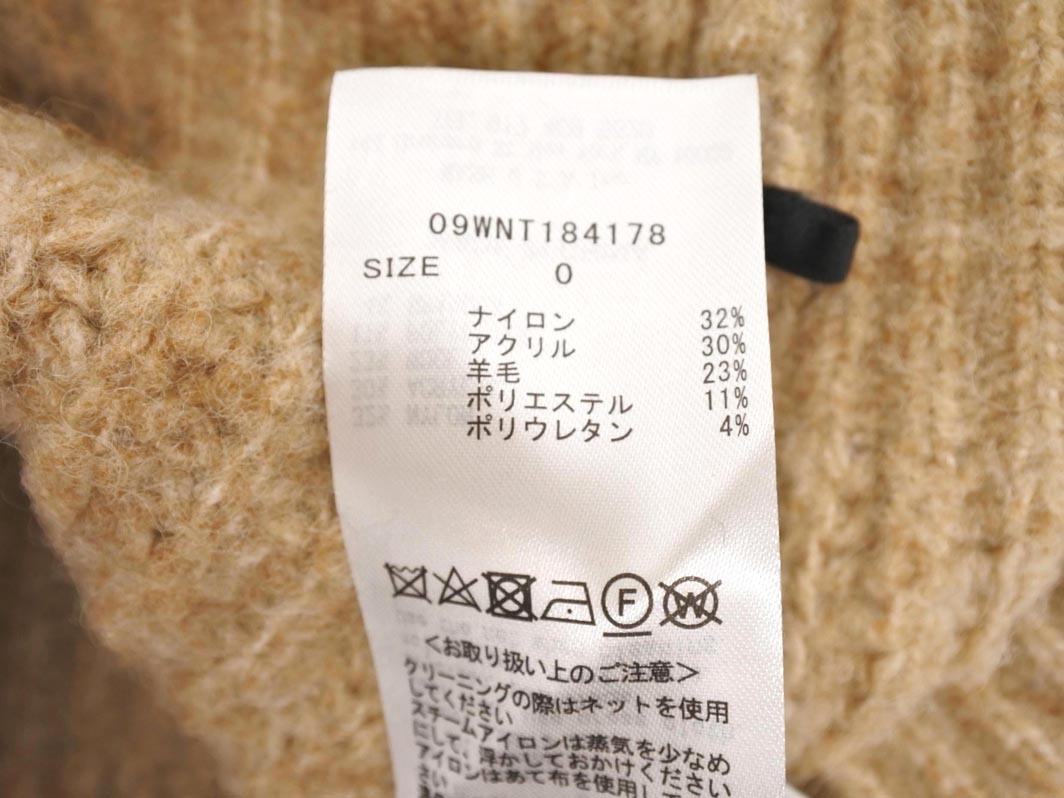 09WNT184178
SIZE 0
ナイロン 32%
アクリル 30%
羊毛 23%
ポリエステル 11%
ポリウレタン 4%
F W
＜お取り扱い上のご注意＞
クリーニングの際はネットを使用
してください
スチームアイロンは蒸気を少なめ
にして、浮かしておかけください
アイロンはあて布を使用して
さい